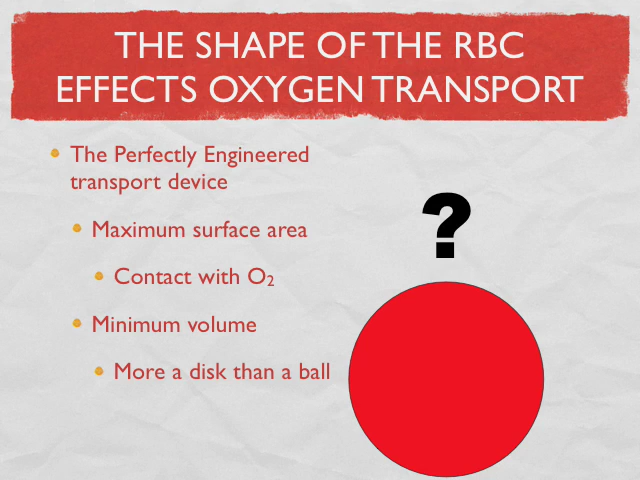 THE SHAPE OF THE RBC
EFFECTS OXYGEN TRANSPORT
The Perfectly Engineered
transport device
Maximum surface area
Contact with O₂
Minimum volume
More a disk than a ball
?